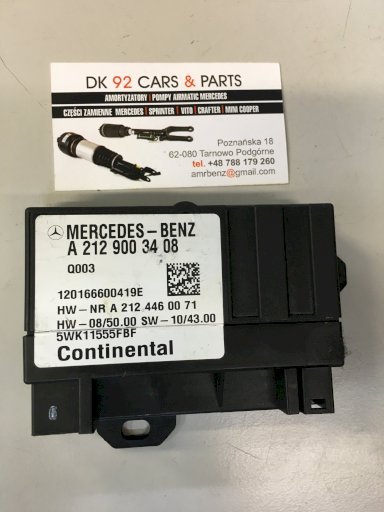 DK 92 CARS & PARTS
AMORTYZATORY | POMPY AIRMATIC MERCEDES
CZĘŚCI ZAMIENNE MERCEDES | SPRINTER | VITO | CRAFTER | MINI COOPER
Poznańska 18
62-080 Tarnowo Podgórne
tel. +48 788 179 260
amrbenz@gmail.com
MERCEDES-BENZ
A 212 900 34 08
Q003
120166600419E
HW-NR A 212 446 00 71
HW-08/50.00 SW-10/43.00
5WK11555FBF
Continental